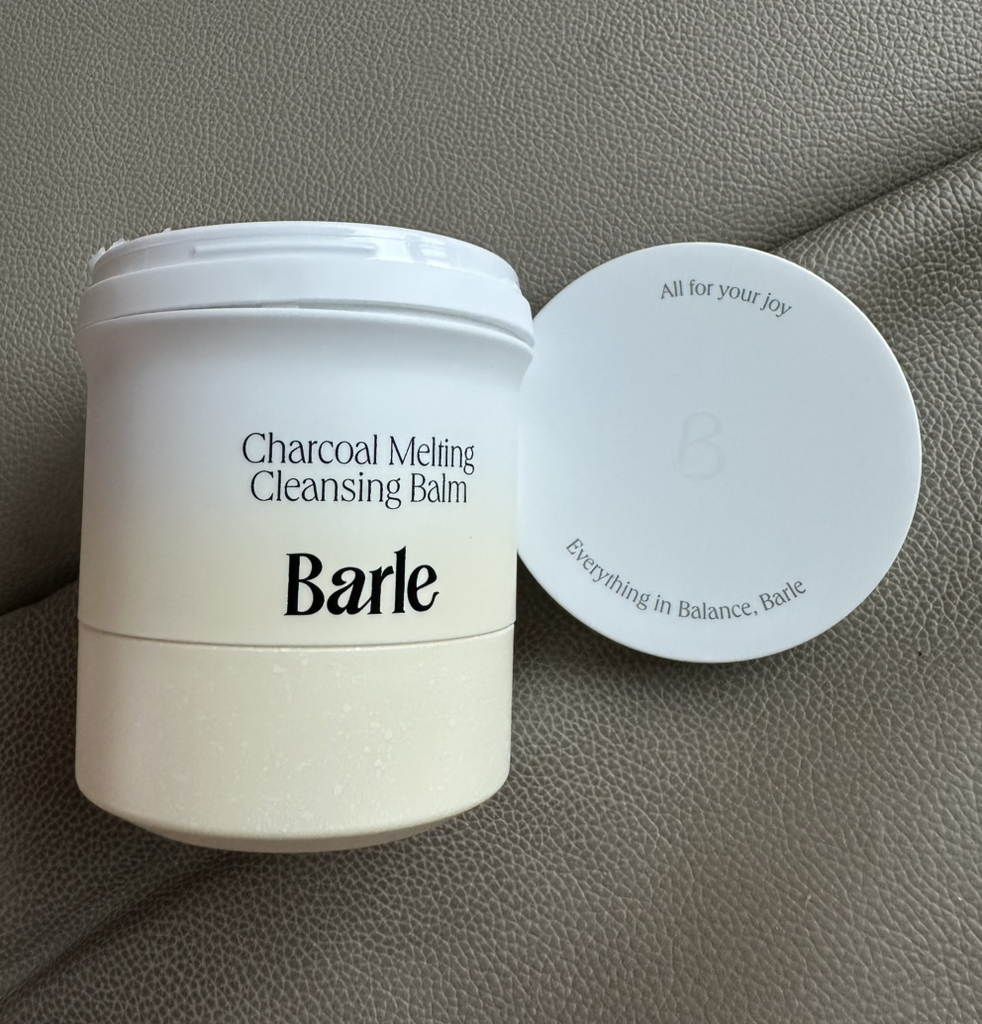 Charcoal Melting
Cleansing Balm
Barle
All for your joy
B
Everything in Balance, Barle